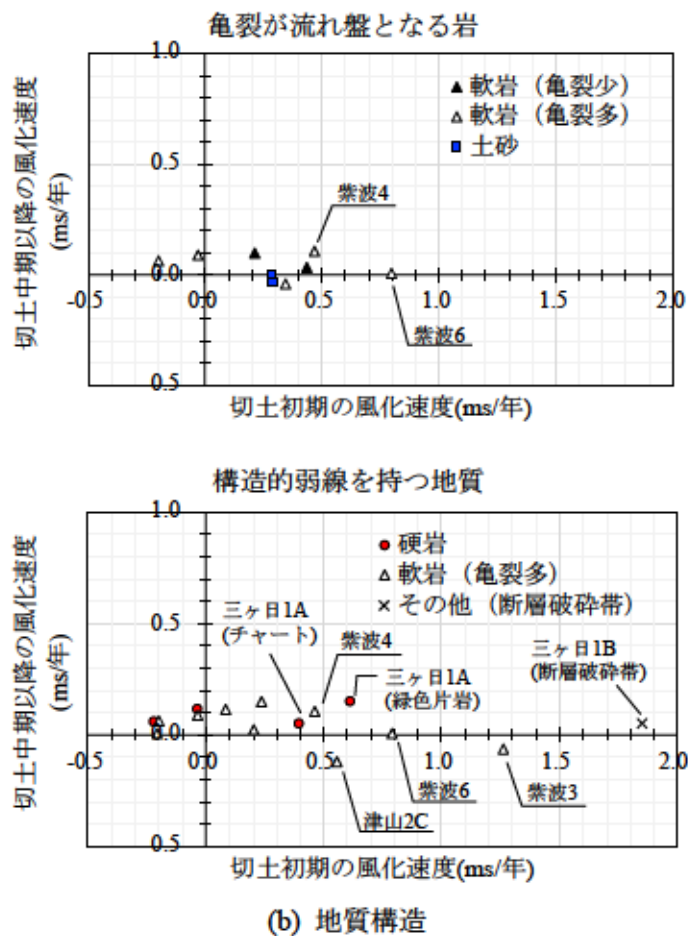 亀裂が流れ盤となる岩
1.0
軟岩（亀裂少）
軟岩（亀裂多）
土砂
0.5
紫波4
0.0
-0.5 0.0 0.5 1.0 1.5 2.0
紫波6
0.5
切土中期以降の風化速度
(ms/年)
切土初期の風化速度(ms/年)
構造的弱線を持つ地質
1.0
硬岩
軟岩（亀裂多）
その他（断層破砕帯）
0.5
三ヶ日1A
(チャート)
紫波4
三ヶ日1A
(緑色片岩)
三ヶ日1B
(断層破砕帯)
0.0
-0.5 0.0 0.5 1.0 1.5 2.0
紫波6
紫波3
津山2C
0.5
切土中期以降の風化速度
(ms/年)
切土初期の風化速度(ms/年)
(b) 地質構造